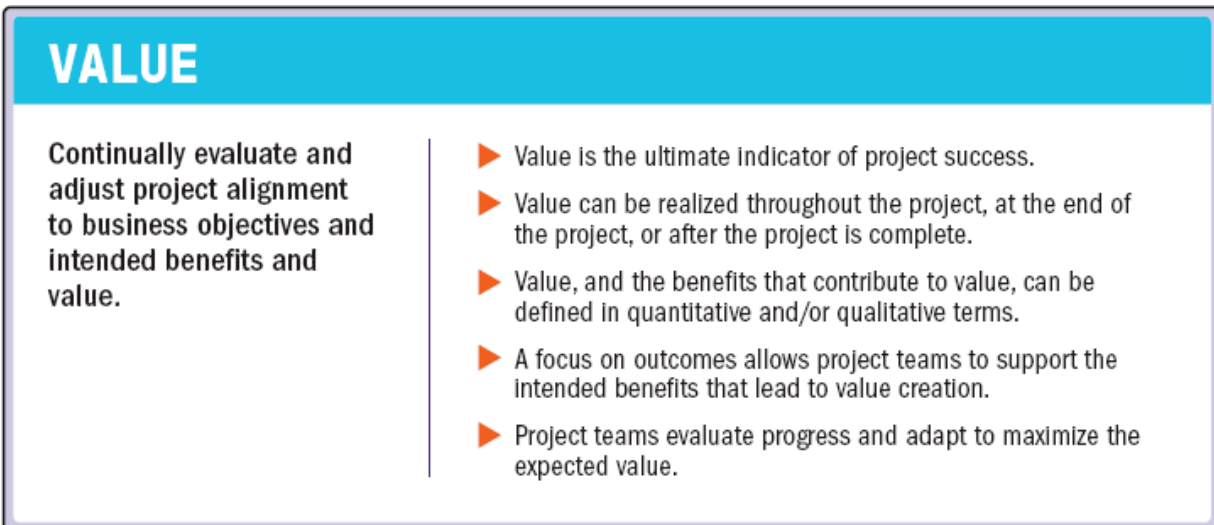 VALUE
Continually evaluate and
adjust project alignment
to business objectives and
intended benefits and
value.
Value is the ultimate indicator of project success.
Value can be realized throughout the project, at the end of
the project, or after the project is complete.
Value, and the benefits that contribute to value, can be
defined in quantitative and/or qualitative terms.
A focus on outcomes allows project teams to support the
intended benefits that lead to value creation.
Project teams evaluate progress and adapt to maximize the
expected value.